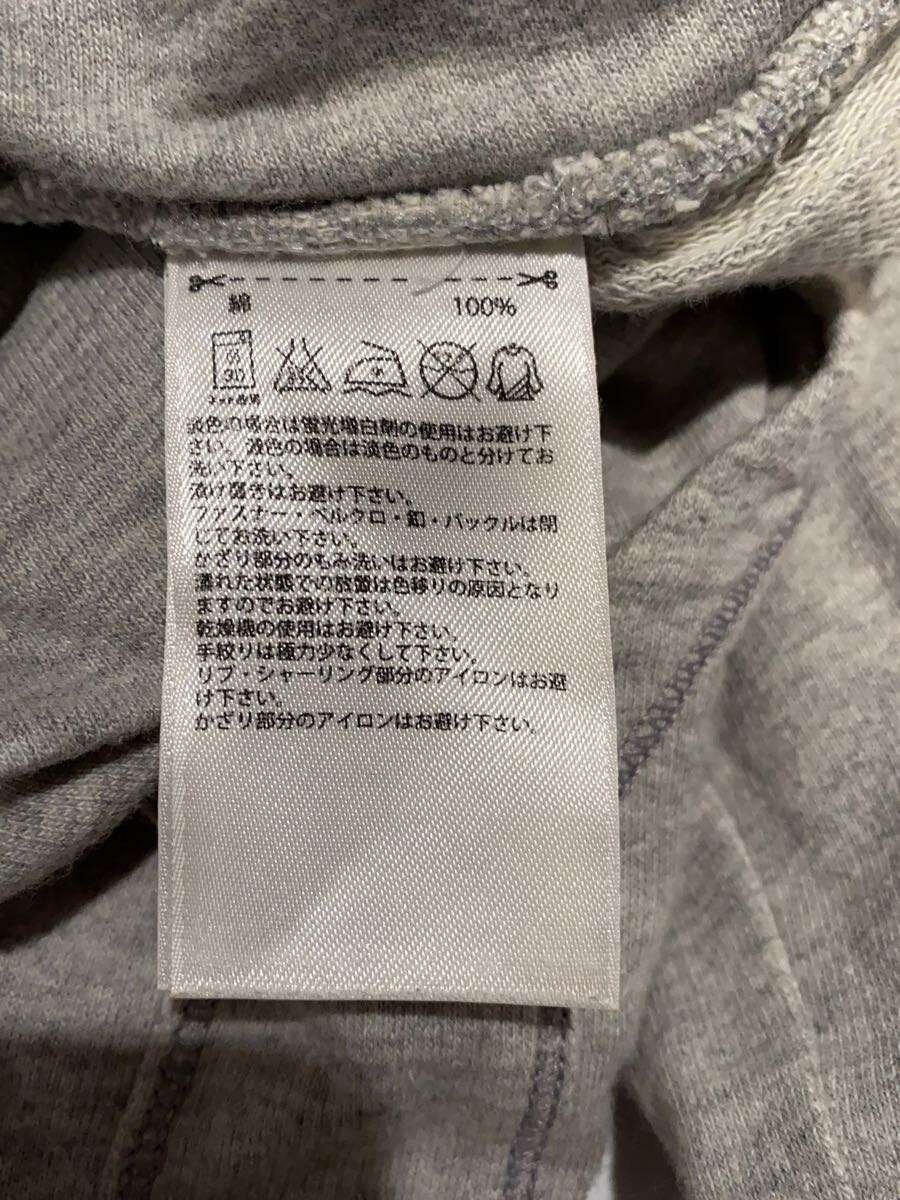 綿 100%
30
ネット使用
淡色の場合は蛍光増白剤の使用はお避け下
さい。濃色の場合は淡色のものと分けてお
洗い下さい。
漬け置きはお避け下さい。
ファスナー・ベルクロ・釦・バックルは閉
じてお洗い下さい。
かざり部分のもみ洗いはお避け下さい。
濡れた状態での放置は色移りの原因となり
ますのでお避け下さい。
乾燥機の使用はお避け下さい。
手絞りは極力少なくして下さい。
リブ・シャーリング部分のアイロンはお避
け下さい。
かざり部分のアイロンはお避け下さい。